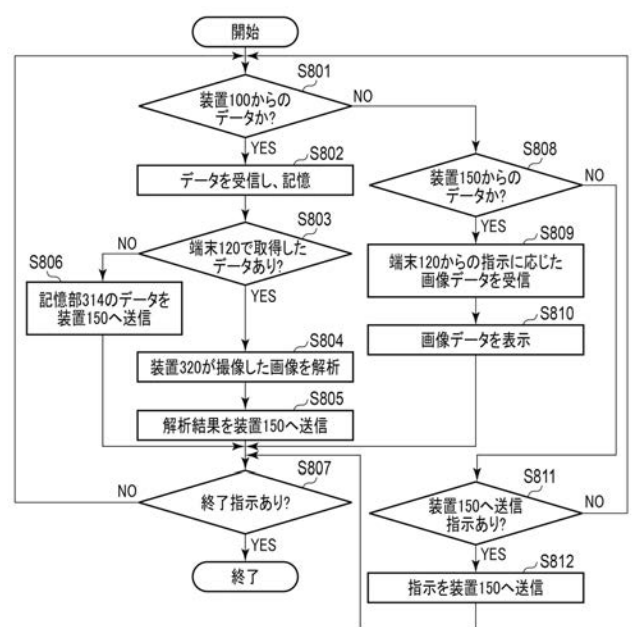 開始
S801
装置100からの
データか?
NO
YES
S802
データを受信し、記憶
S803
端末120で取得した
データあり?
NO
YES
S806
記憶部314のデータを
装置150へ送信
S804
装置320が撮像した画像を解析
S805
解析結果を装置150へ送信
S807
終了指示あり?
NO
YES
終了
S808
装置150からの
データか?
NO
YES
S809
端末120からの指示に応じた
画像データを受信
S810
画像データを表示
S811
装置150へ送信
指示あり?
NO
YES
S812
指示を装置150へ送信